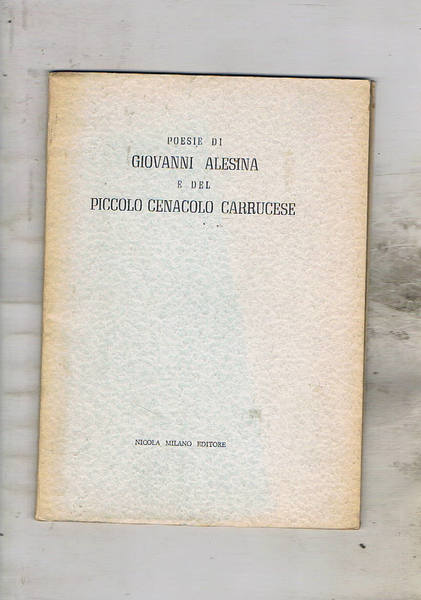 POESIE DI
GIOVANNI ALESINA
E DEL
PICCOLO CENACOLO CARRUCESE
NICOLA MILANO EDITORE